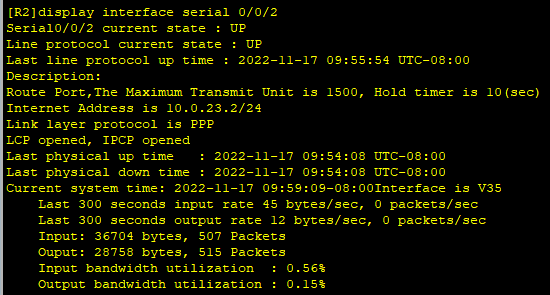 [R2]display interface serial 0/0/2
Serial0/0/2 current state : UP
Line protocol current state : UP
Last line protocol up time : 2022-11-17 09:55:54 UTC-08:00
Description:
Route Port,The Maximum Transmit Unit is 1500, Hold timer is 10(sec)
Internet Address is 10.0.23.2/24
Link layer protocol is PPP
LCP opened, IPCP opened
Last physical up time   : 2022-11-17 09:54:08 UTC-08:00
Last physical down time : 2022-11-17 09:54:08 UTC-08:00
Current system time: 2022-11-17 09:59:09-08:00Interface is V35
    Last 300 seconds input rate 45 bytes/sec, 0 packets/sec
    Last 300 seconds output rate 12 bytes/sec, 0 packets/sec
    Input: 36704 bytes, 507 Packets
    Ouput: 28758 bytes, 515 Packets
    Input bandwidth utilization  : 0.56%
    Output bandwidth utilization : 0.15%